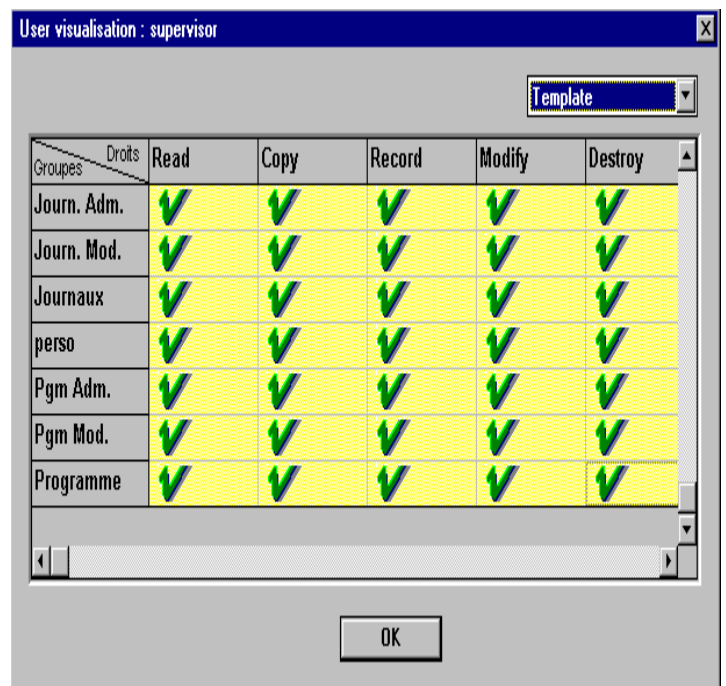 User visualisation : supervisor
Template
Droits
Groupes
Read Copy Record Modify Destroy
Journ. Adm.
Journ. Mod.
Journaux
perso
Pgm Adm.
Pgm Mod.
Programme
OK